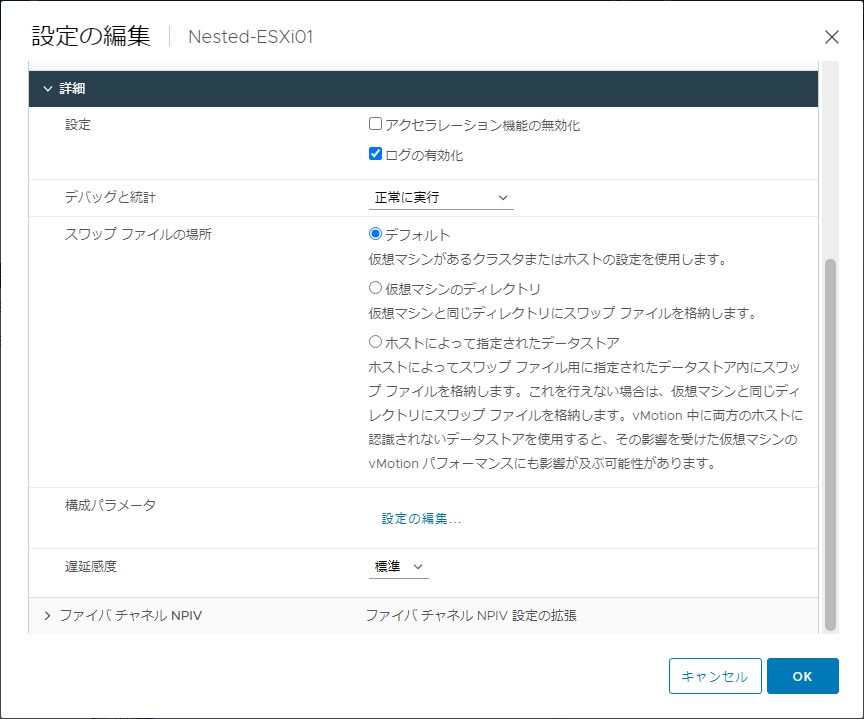 設定の編集 Nested-ESXi01
詳細
設定 アクセラレーション機能の無効化
ログの有効化
デバッグと統計 正常に実行
スワップ ファイルの場所 デフォルト
仮想マシンがあるクラスタまたはホストの設定を使用します。
仮想マシンのディレクトリ
仮想マシンと同じディレクトリにスワップ ファイルを格納します。
ホストによって指定されたデータストア
ホストによってスワップ ファイル用に指定されたデータストア内にスワッ
プ ファイルを格納します。これを行えない場合は、仮想マシンと同じディ
レクトリにスワップ ファイルを格納します。vMotion 中に両方のホストに
認識されないデータストアを使用すると、その影響を受けた仮想マシンの
vMotion パフォーマンスにも影響が及ぶ可能性があります。
構成パラメータ
設定の編集...
遅延感度 標準
ファイバ チャネル NPIV ファイバ チャネル NPIV 設定の拡張
キャンセル OK